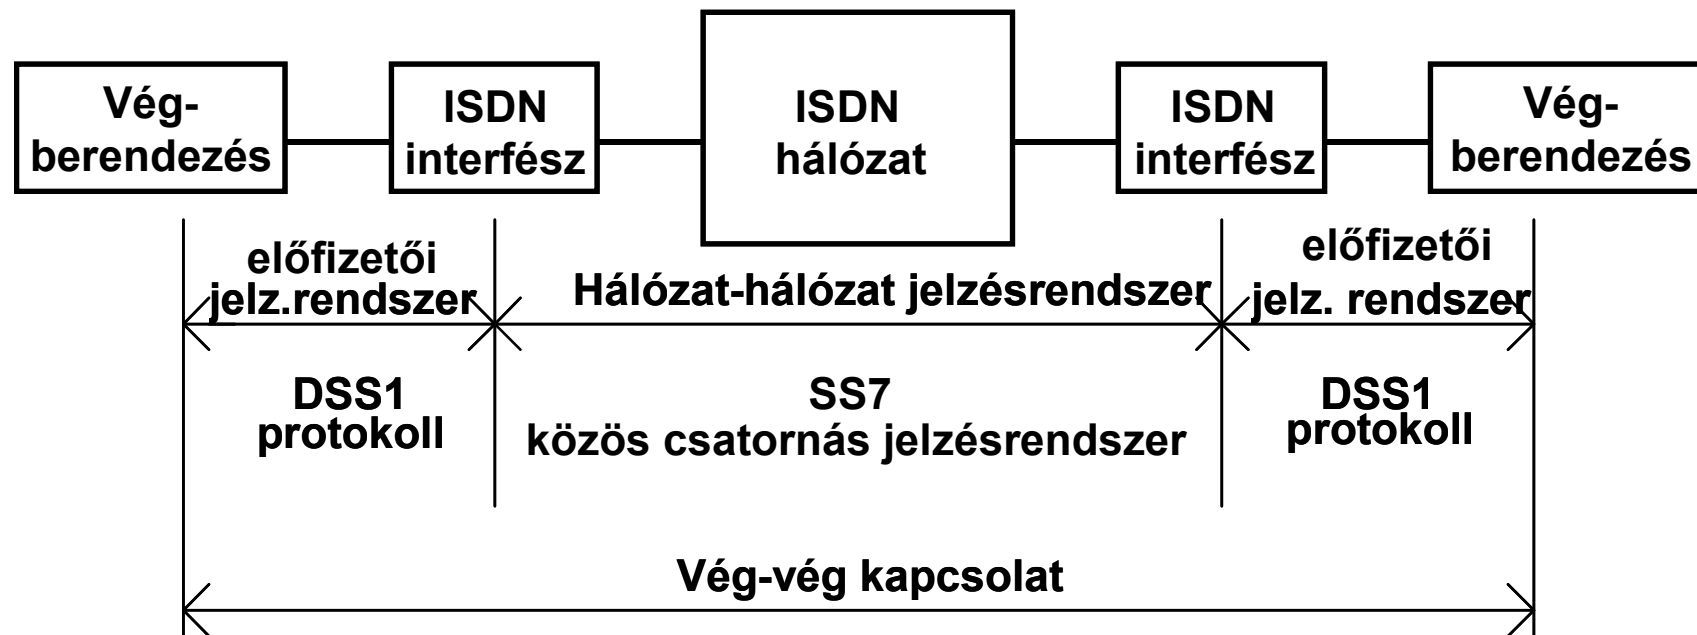 Vég-
berendezés
ISDN
interfész
ISDN
hálózat
ISDN
interfész
Vég-
berendezés
előfizetői
jelz.rendszer
Hálózat-hálózat jelzésrendszer
előfizetői
jelz. rendszer
DSS1
protokoll
SS7
közös csatornás jelzésrendszer
DSS1
protokoll
Vég-vég kapcsolat